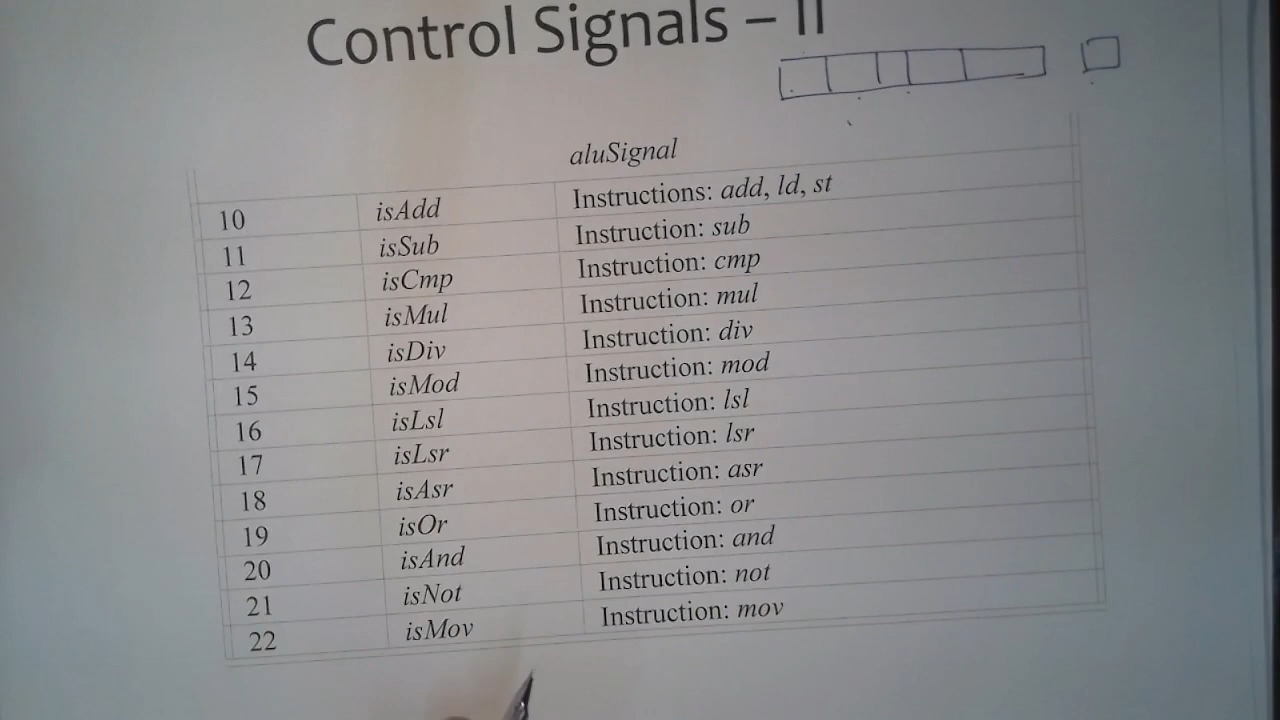 Control Signals – II
aluSignal
10 isAdd Instructions: add, ld, st
11 isSub Instruction: sub
12 isCmp Instruction: cmp
13 isMul Instruction: mul
14 isDiv Instruction: div
15 isMod Instruction: mod
16 isLsl Instruction: lsl
17 isLsr Instruction: lsr
18 isAsr Instruction: asr
19 isOr Instruction: or
20 isAnd Instruction: and
21 isNot Instruction: not
22 isMov Instruction: mov